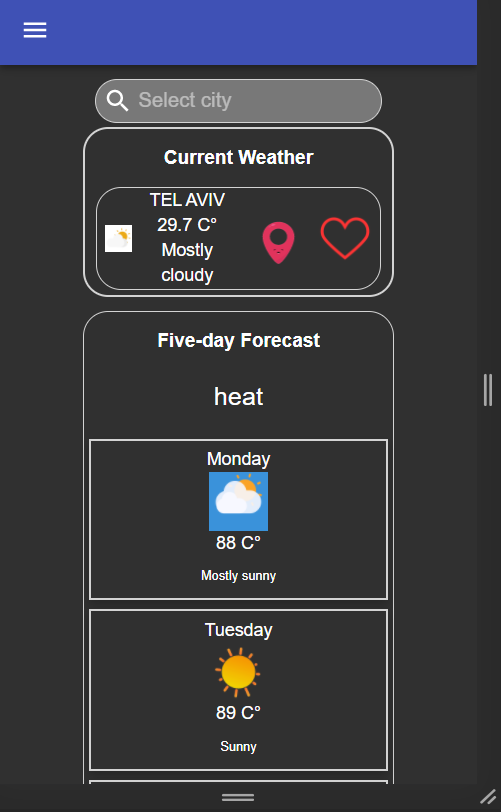 Select city
Current Weather
TEL AVIV
29.7 C°
Mostly
cloudy
Five-day Forecast
heat
Monday
88 C°
Mostly sunny
Tuesday
89 C°
Sunny